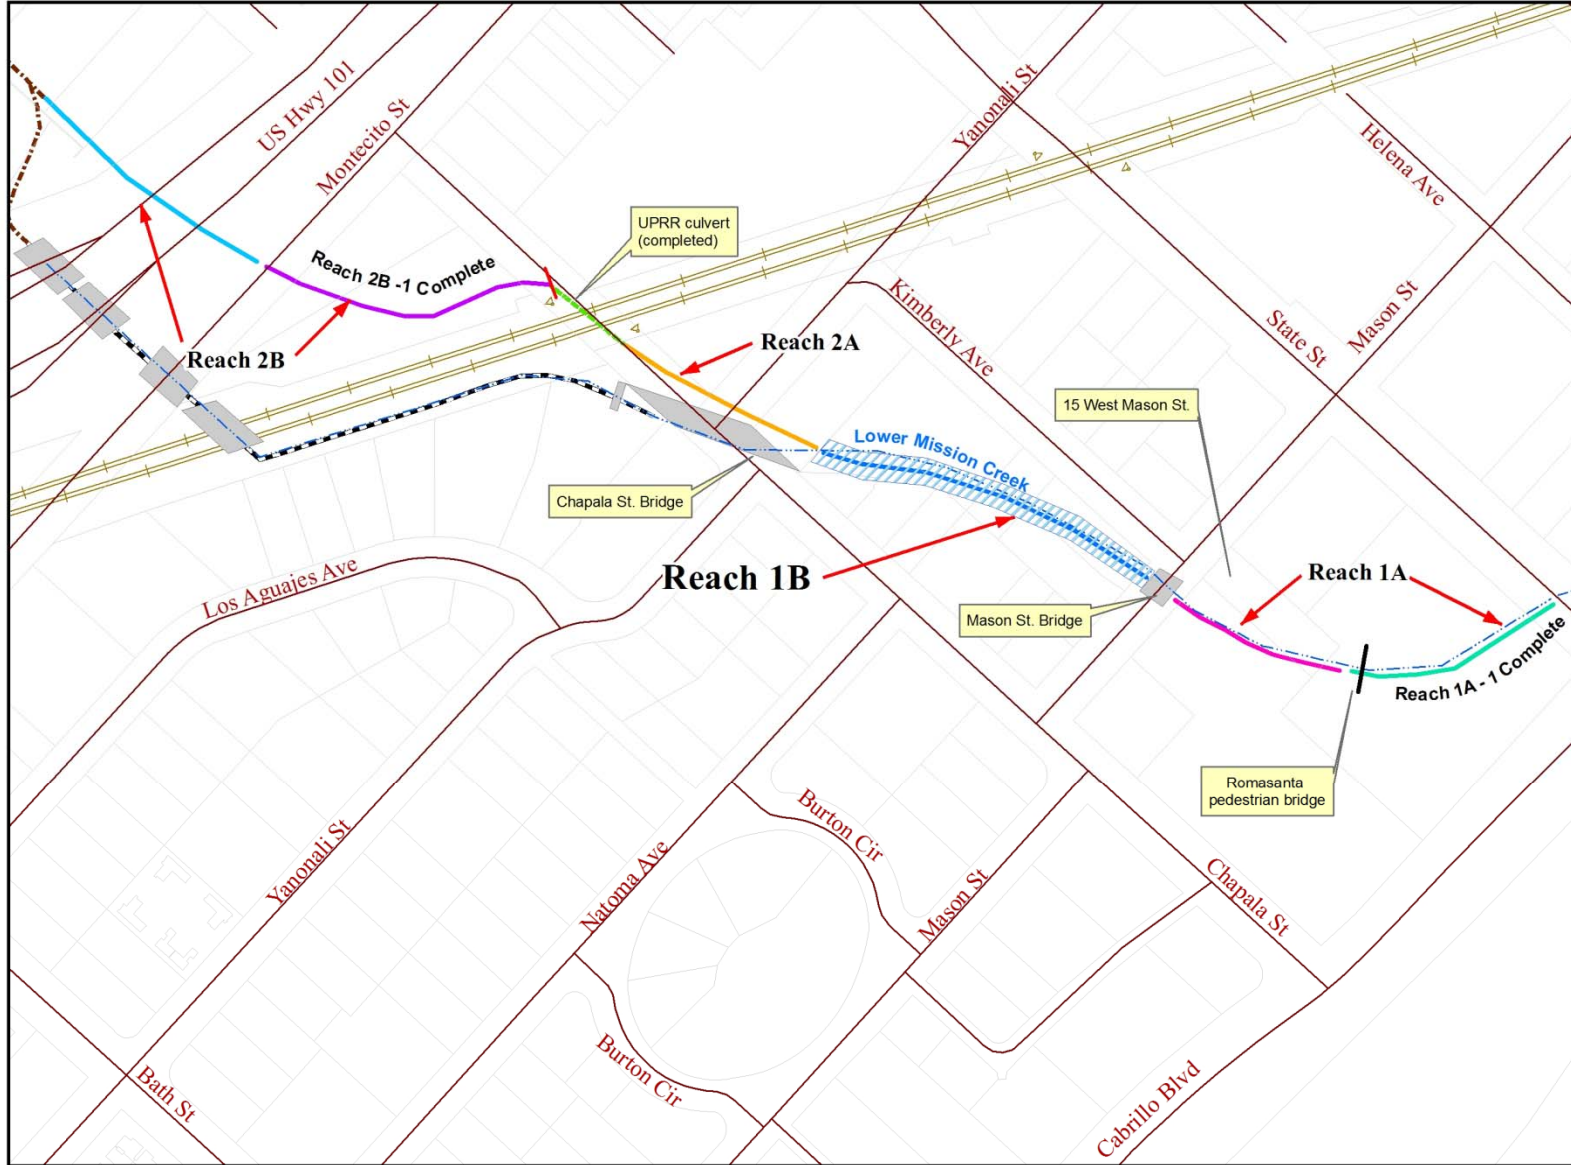 US Hwy 101
Montecito St
Yanonali St
Helena Ave
UPRR culvert
(completed)
Reach 2B -1 Complete
Kimberly Ave
State St
Mason St
Reach 2B
Reach 2A
15 West Mason St.
Lower Mission Creek
Chapala St. Bridge
Reach 1B
Reach 1A
Los Aguajes Ave
Mason St. Bridge
Reach 1A - 1 Complete
Romasanta
pedestrian bridge
Burton Cir
Yanonali St
Natoma Ave
Mason St
Chapala St
Burton Cir
Bath St
Cabrillo Blvd